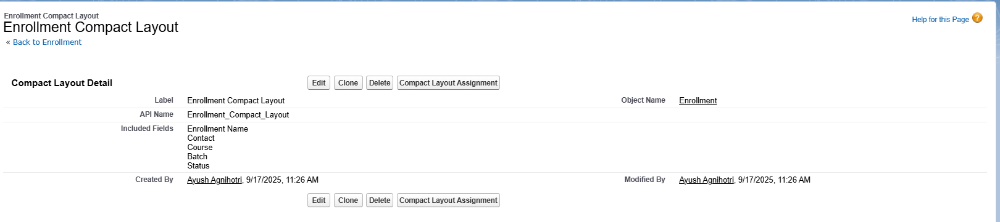 Enrollment Compact Layout
Enrollment Compact Layout
Help for this Page ?
« Back to Enrollment
Compact Layout Detail Edit Clone Delete Compact Layout Assignment
Label Enrollment Compact Layout Object Name Enrollment
API Name Enrollment_Compact_Layout
Included Fields Enrollment Name
Contact
Course
Batch
Status
Created By Ayush Agnihotri, 9/17/2025, 11:26 AM Modified By Ayush Agnihotri, 9/17/2025, 11:26 AM
Edit Clone Delete Compact Layout Assignment